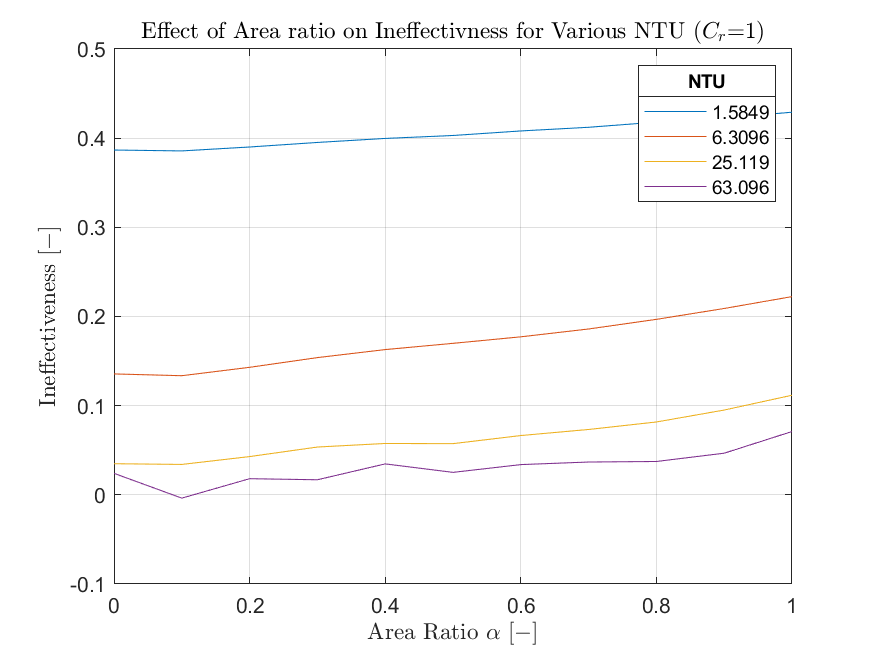 Effect of Area ratio on Ineffectivness for Various NTU (C_r=1)
0.5
0.4
0.3
0.2
0.1
0
-0.1
Ineffectiveness [−]
NTU
1.5849
6.3096
25.119
63.096
0 0.2 0.4 0.6 0.8 1
Area Ratio α [−]